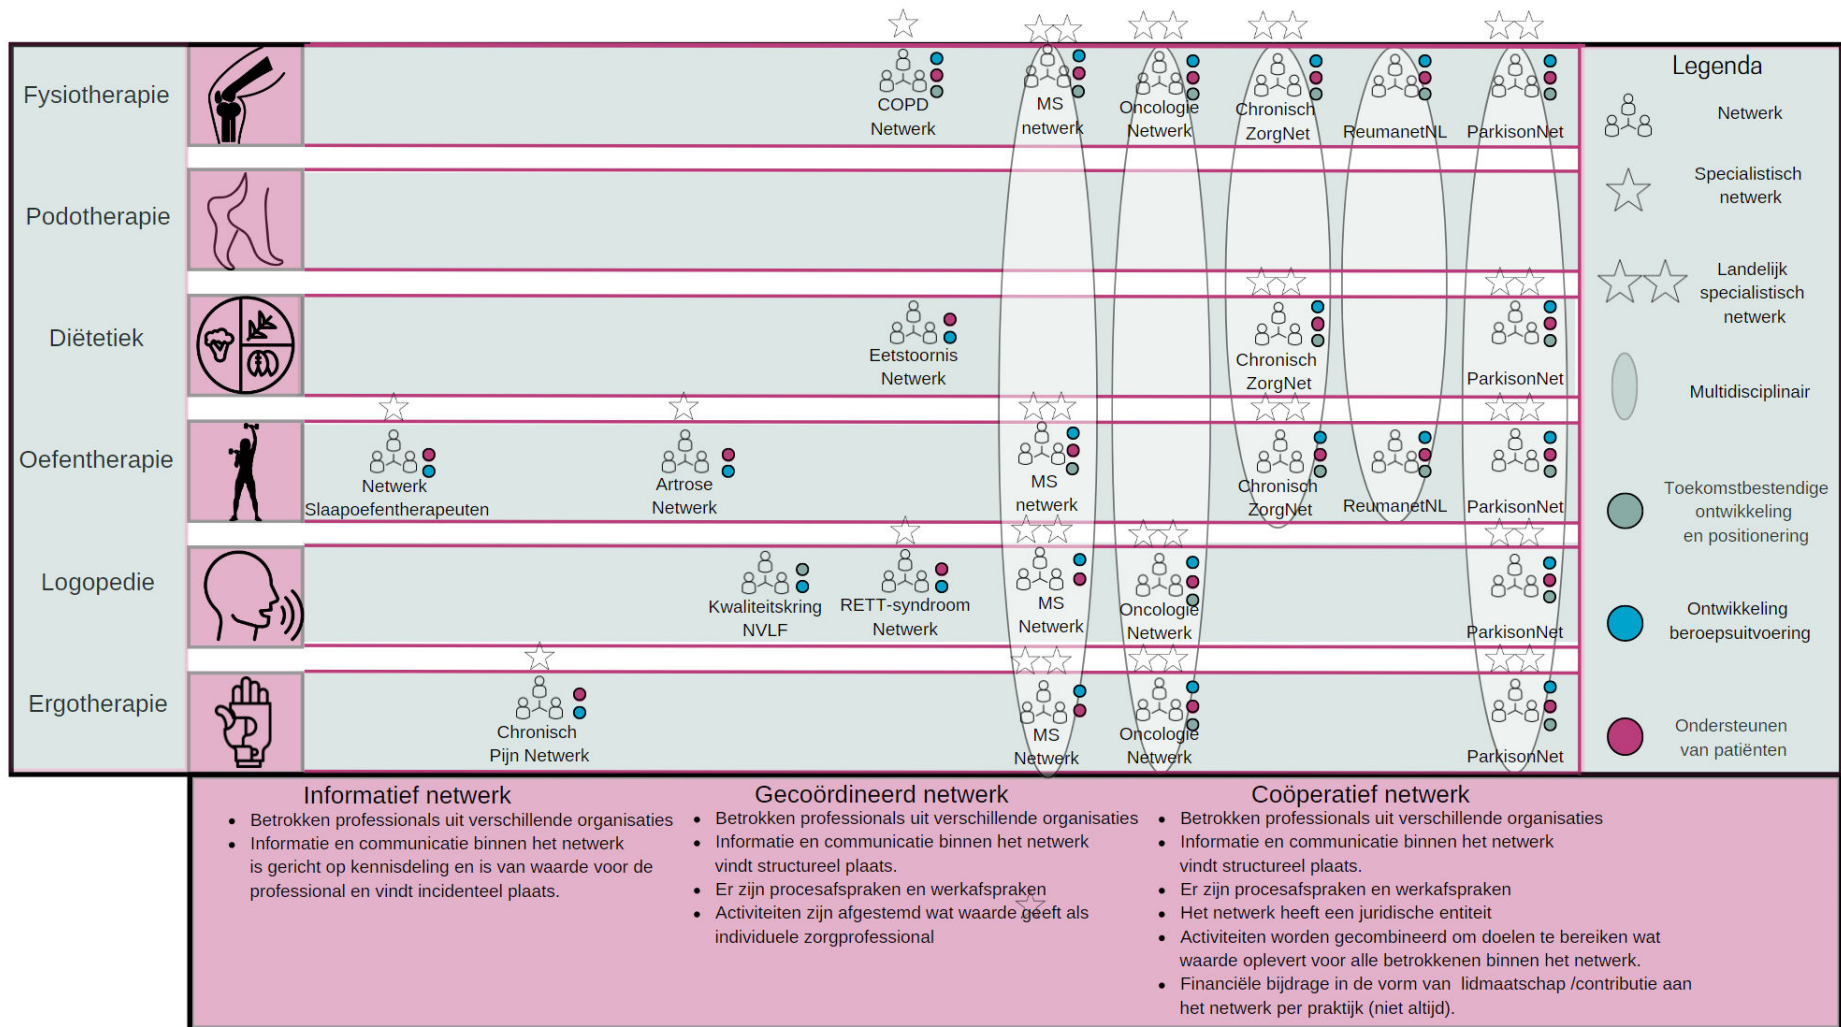 Fysiotherapie
COPD
Netwerk
MS
netwerk
Oncologie
Netwerk
Chronisch
ZorgNet
ReumanetNL
ParkisonNet
Podotherapie
Diëtetiek
Eetstoornis
Netwerk
Chronisch
ZorgNet
ParkisonNet
Oefentherapie
Netwerk
Slaapoefentherapeuten
Artrose
Netwerk
MS
netwerk
Chronisch
ZorgNet
ReumanetNL
ParkisonNet
Logopedie
Kwaliteitskring
NVLF
RETT-syndroom
Netwerk
MS
Netwerk
Oncologie
Netwerk
ParkisonNet
Ergotherapie
Chronisch
Pijn Netwerk
MS
Netwerk
Oncologie
Netwerk
ParkisonNet
Legenda
Netwerk
Specialistisch
netwerk
Landelijk
specialistisch
netwerk
Multidisciplinair
Toekomstbestendige
ontwikkeling
en positionering
Ontwikkeling
beroepsuitvoering
Ondersteunen
van patiënten
Informatief netwerk
• Betrokken professionals uit verschillende organisaties
• Informatie en communicatie binnen het netwerk
is gericht op kennisdeling en is van waarde voor de
professional en vindt incidenteel plaats.
Gecoördineerd netwerk
• Betrokken professionals uit verschillende organisaties
• Informatie en communicatie binnen het netwerk
vindt structureel plaats.
• Er zijn procesafspraken en werkafspraken
• Activiteiten zijn afgestemd wat waarde geeft als
individuele zorgprofessional
Coöperatief netwerk
• Betrokken professionals uit verschillende organisaties
• Informatie en communicatie binnen het netwerk
vindt structureel plaats.
• Er zijn procesafspraken en werkafspraken
• Het netwerk heeft een juridische entiteit
• Activiteiten worden gecombineerd om doelen te bereiken wat
waarde oplevert voor alle betrokkenen binnen het netwerk.
• Financiële bijdrage in de vorm van lidmaatschap /contributie aan
het netwerk per praktijk (niet altijd).